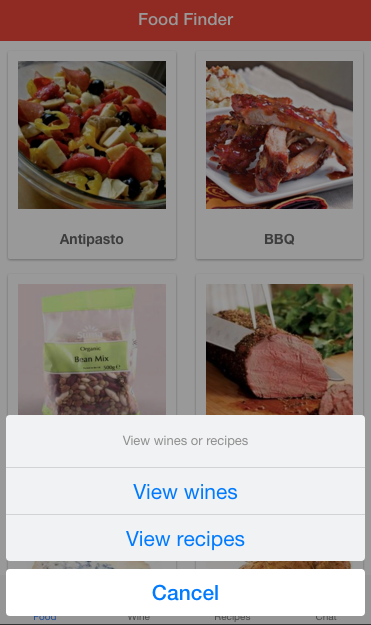 Food Finder
Antipasto
BBQ
Organic
Bean Mix
500g
View wines or recipes
View wines
View recipes
Cancel
Food
Wine
Recipes
Chat